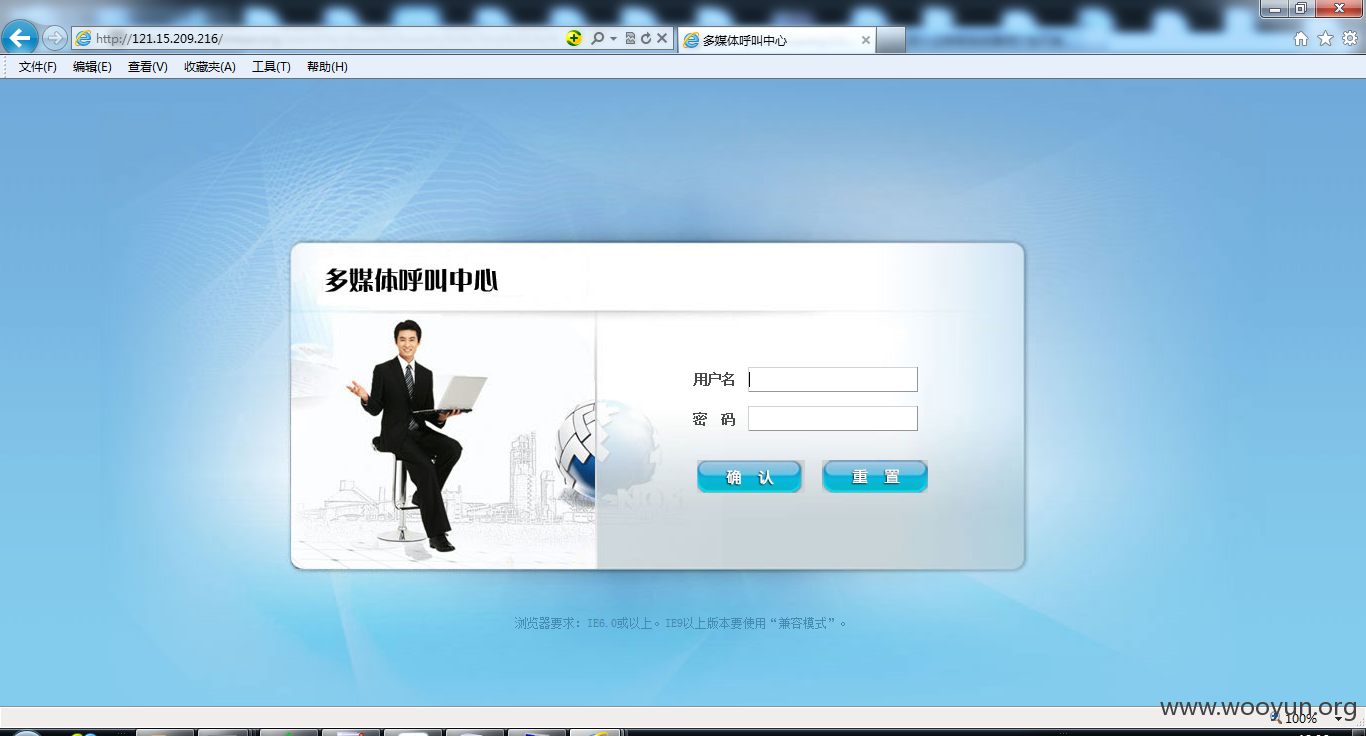 http://121.15.209.216/
多媒体呼叫中心
文件(F) 编辑(E) 查看(V) 收藏夹(A) 工具(T) 帮助(H)
多媒体呼叫中心
用户名
密 码
确 认 重 置
浏览器要求：IE6.0或以上。IE9以上版本要使用“兼容模式”。
www.wooyun.org
100%